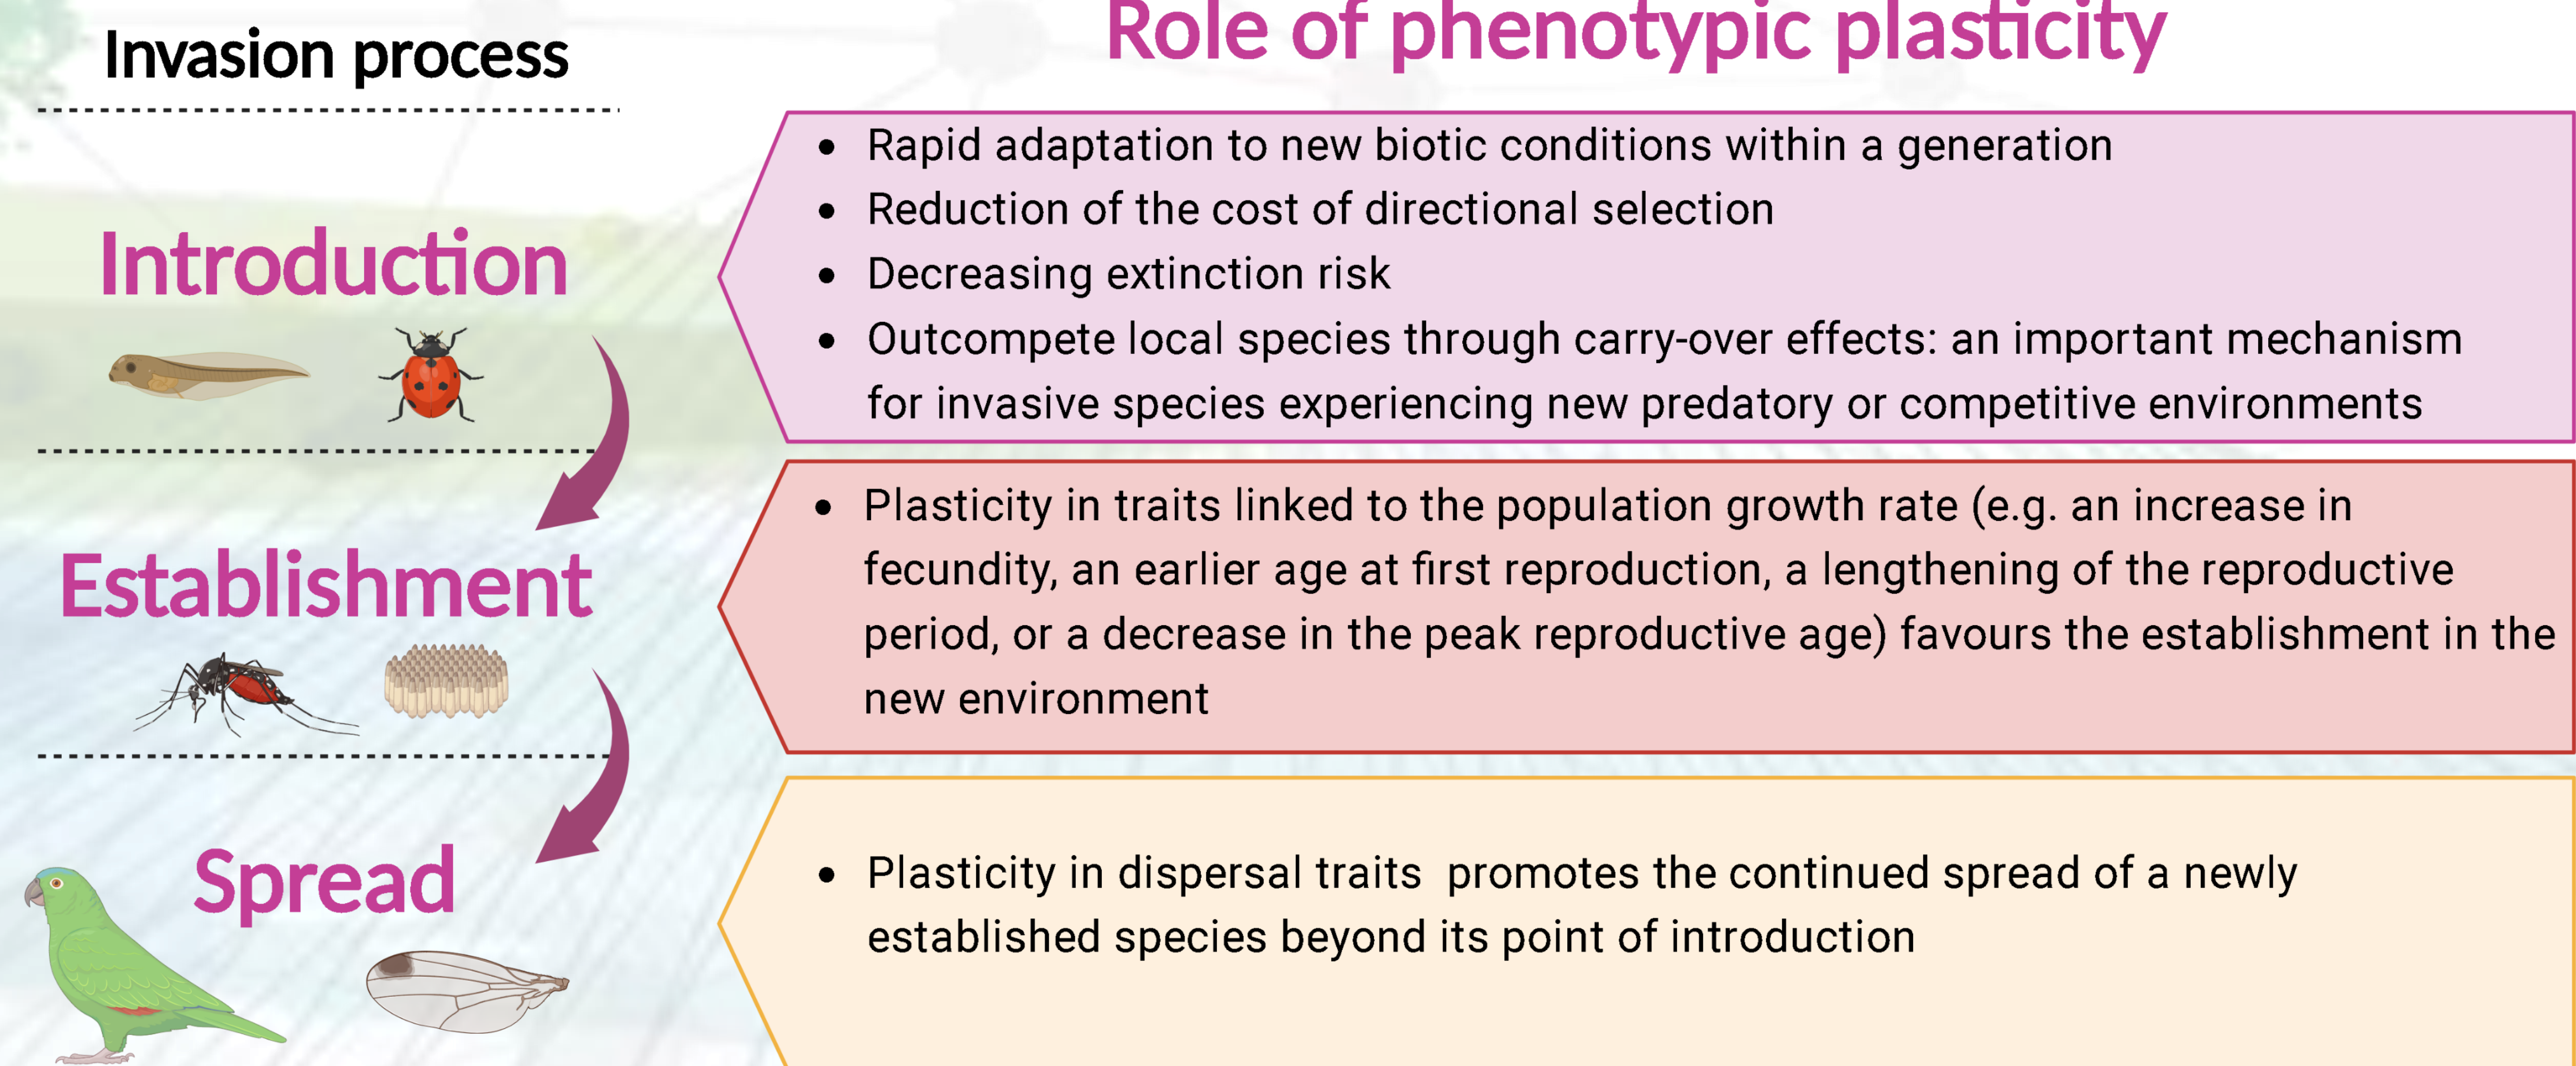 Invasion process
Role of phenotypic plasticity
Introduction
• Rapid adaptation to new biotic conditions within a generation
• Reduction of the cost of directional selection
• Decreasing extinction risk
• Outcompete local species through carry-over effects: an important mechanism
for invasive species experiencing new predatory or competitive environments
Establishment
• Plasticity in traits linked to the population growth rate (e.g. an increase in
fecundity, an earlier age at first reproduction, a lengthening of the reproductive
period, or a decrease in the peak reproductive age) favours the establishment in the
new environment
Spread
• Plasticity in dispersal traits  promotes the continued spread of a newly
established species beyond its point of introduction